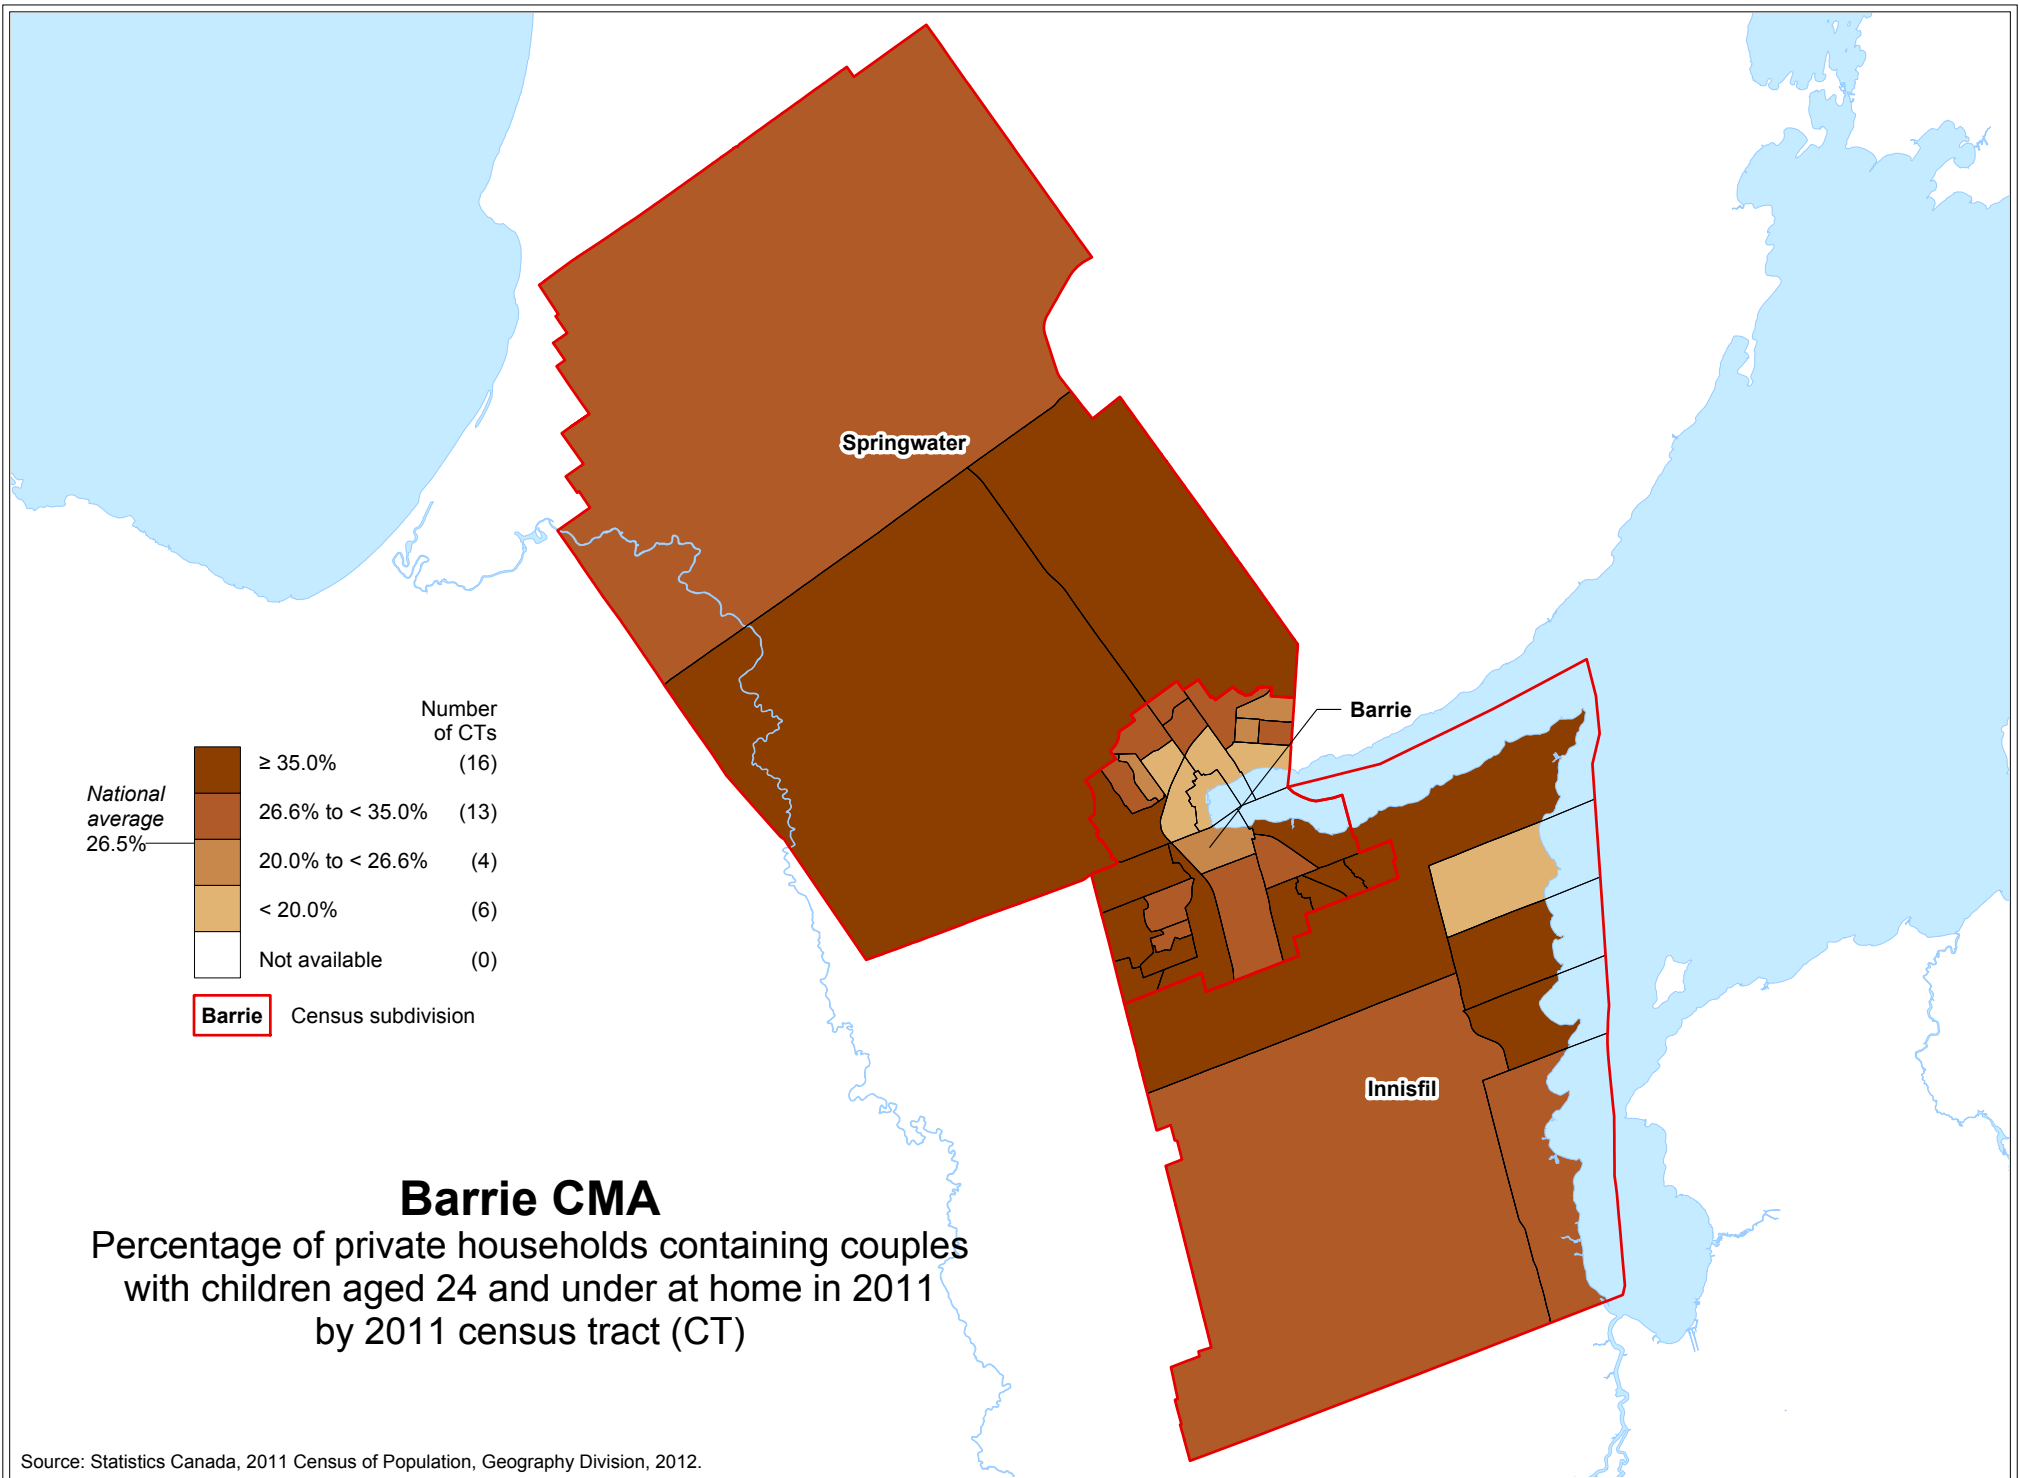 Springwater
Barrie
Number
of CTs
≥ 35.0% (16)
National
average
26.5%
26.6% to < 35.0% (13)
20.0% to < 26.6% (4)
< 20.0% (6)
Not available (0)
Barrie Census subdivision
Innisfil
Barrie CMA
Percentage of private households containing couples
with children aged 24 and under at home in 2011
by 2011 census tract (CT)
Source: Statistics Canada, 2011 Census of Population, Geography Division, 2012.